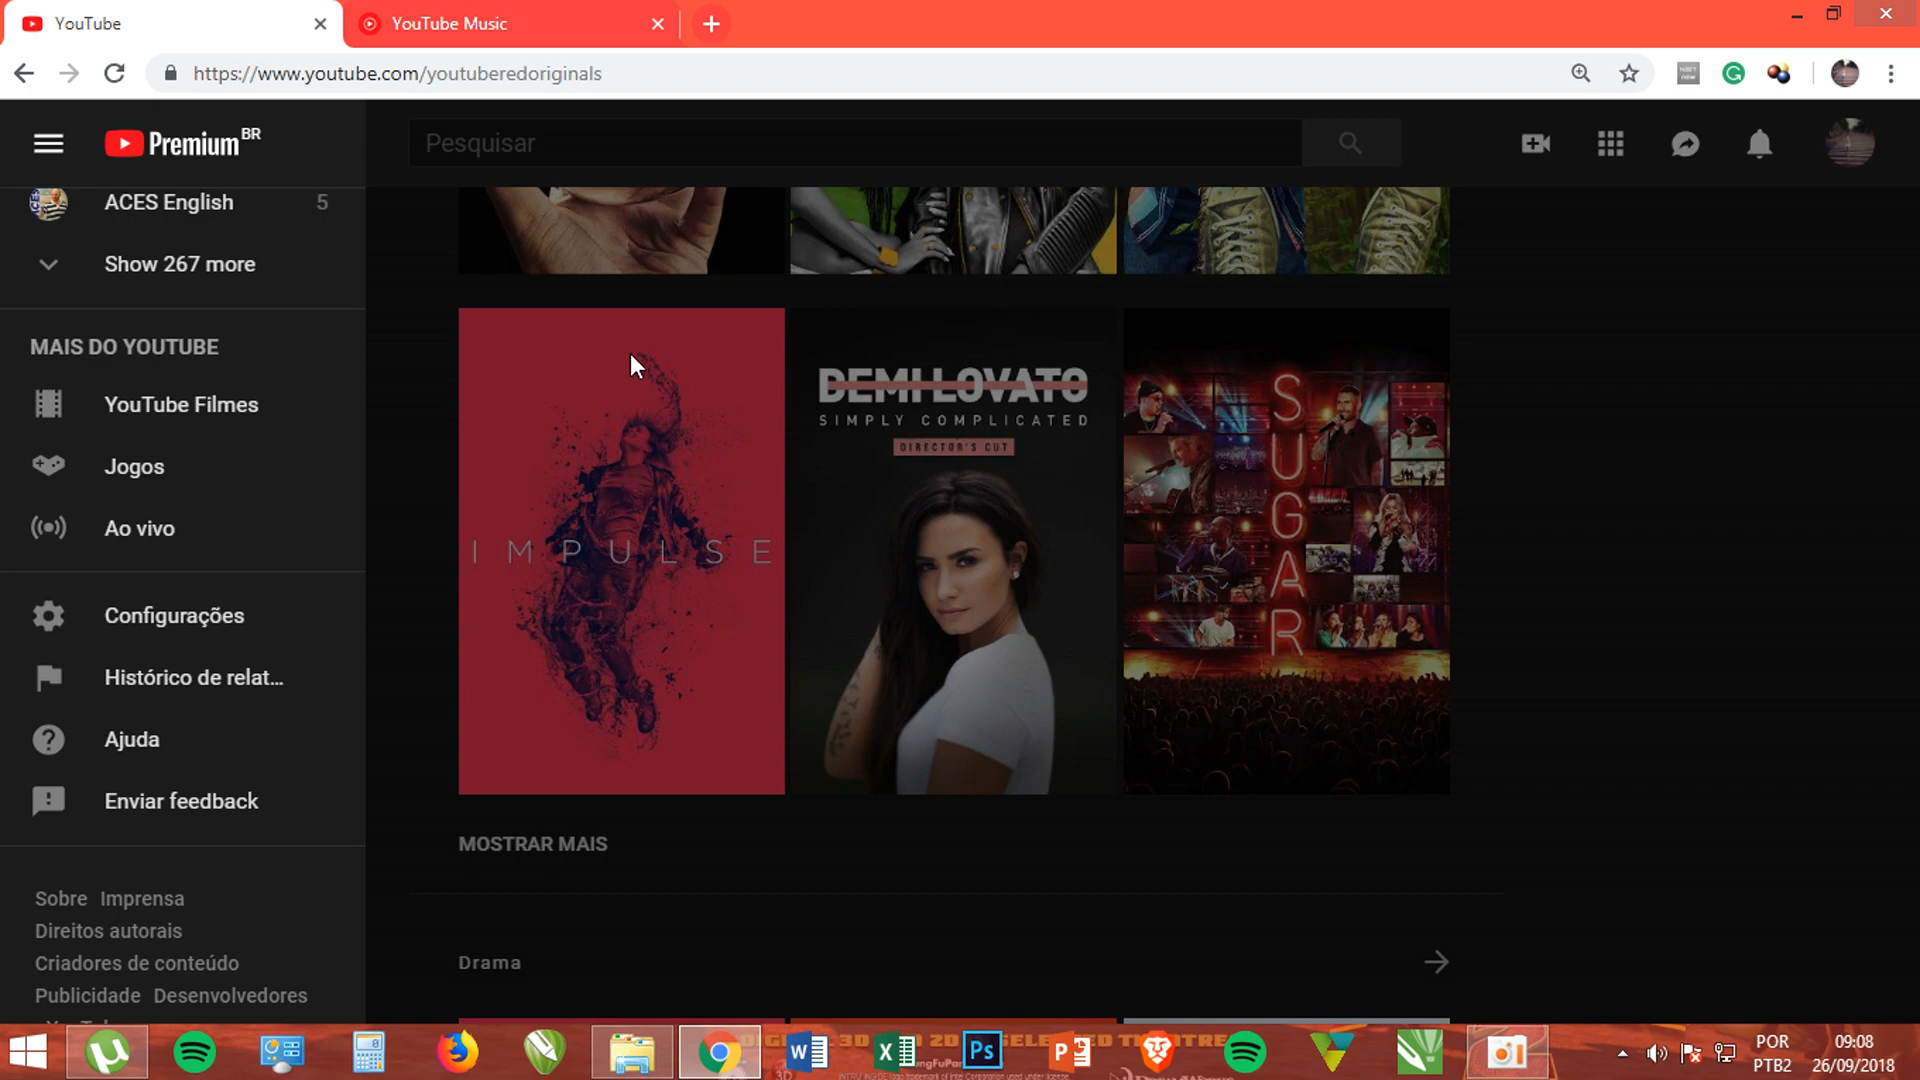 YouTube
YouTube Music
https://www.youtube.com/youtuberedoriginals
Premium BR
Pesquisar
ACES English 5
Show 267 more
MAIS DO YOUTUBE
YouTube Filmes
Jogos
Ao vivo
Configurações
Histórico de relat...
Ajuda
Enviar feedback
Sobre Imprensa
Direitos autorais
Criadores de conteúdo
Publicidade Desenvolvedores
IMPULSE
DEMI LOVATO
SIMPLY COMPLICATED
DIRECTOR'S CUT
SUGAR
MOSTRAR MAIS
Drama
POR
PTB2
09:08
26/09/2018